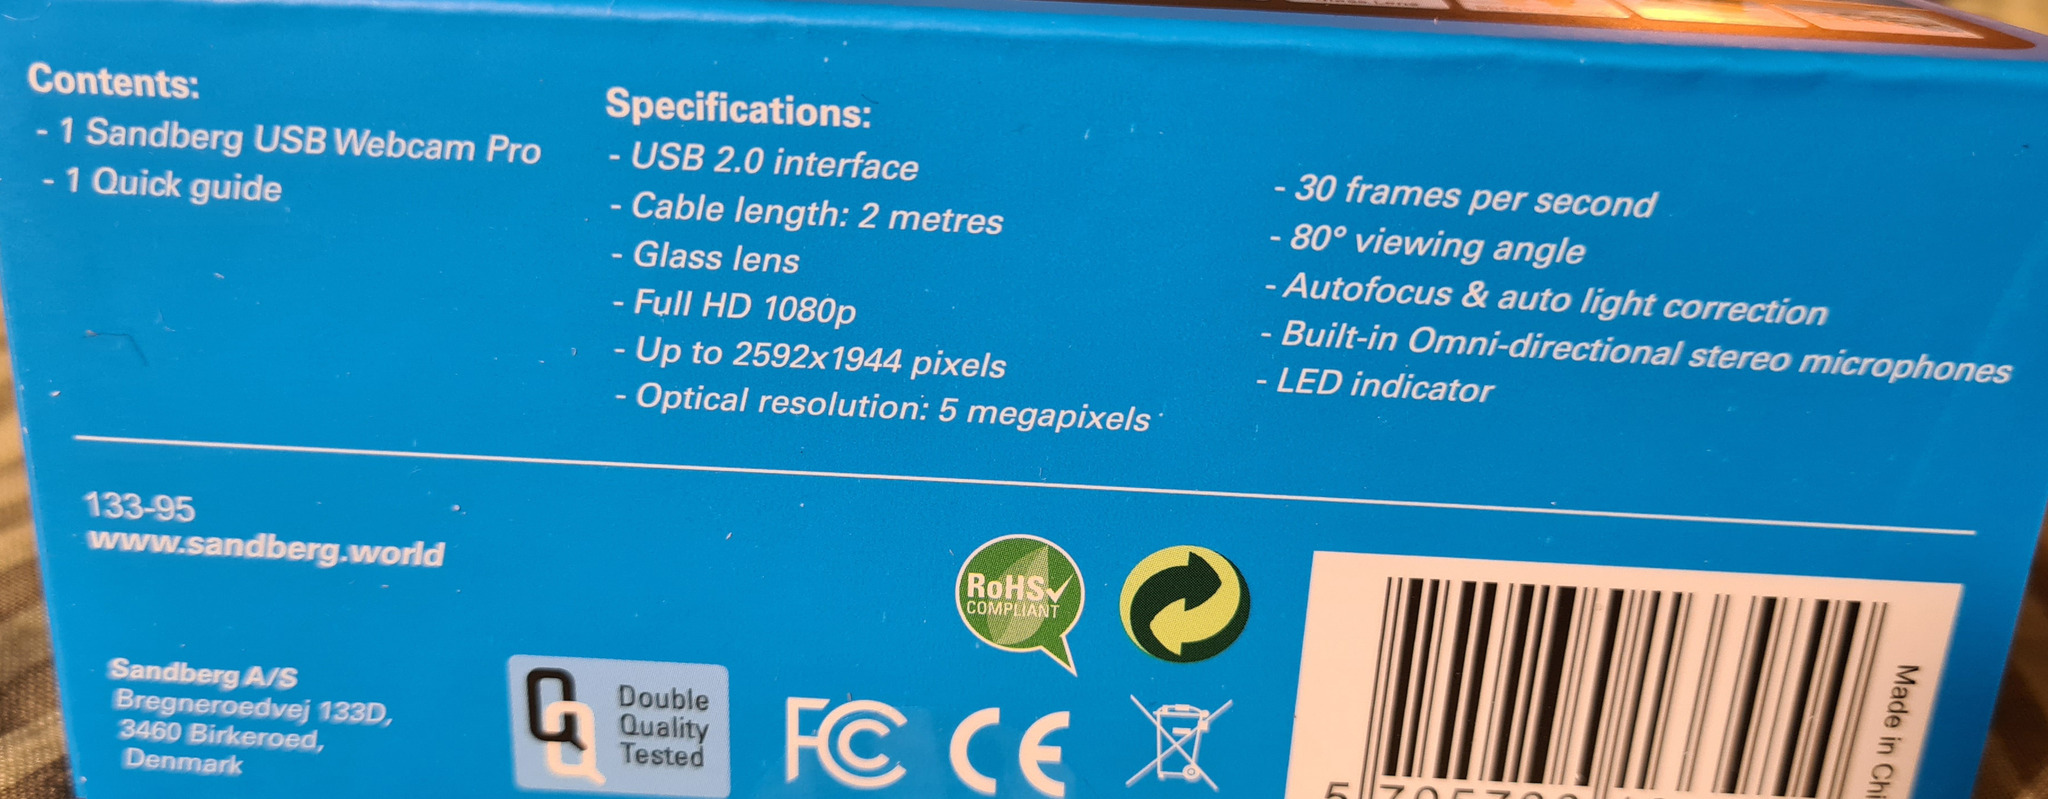 Contents:
- 1 Sandberg USB Webcam Pro
- 1 Quick guide
Specifications:
- USB 2.0 interface
- Cable length: 2 metres
- Glass lens
- Full HD 1080p
- Up to 2592x1944 pixels
- Optical resolution: 5 megapixels
- 30 frames per second
- 80° viewing angle
- Autofocus & auto light correction
- Built-in Omni-directional stereo microphones
- LED indicator
133-95
www.sandberg.world
Sandberg A/S
Bregneroedvej 133D,
3460 Birkeroed,
Denmark
Double
Quality
Tested
RoHS
COMPLIANT
FC
CE
Made in Chi